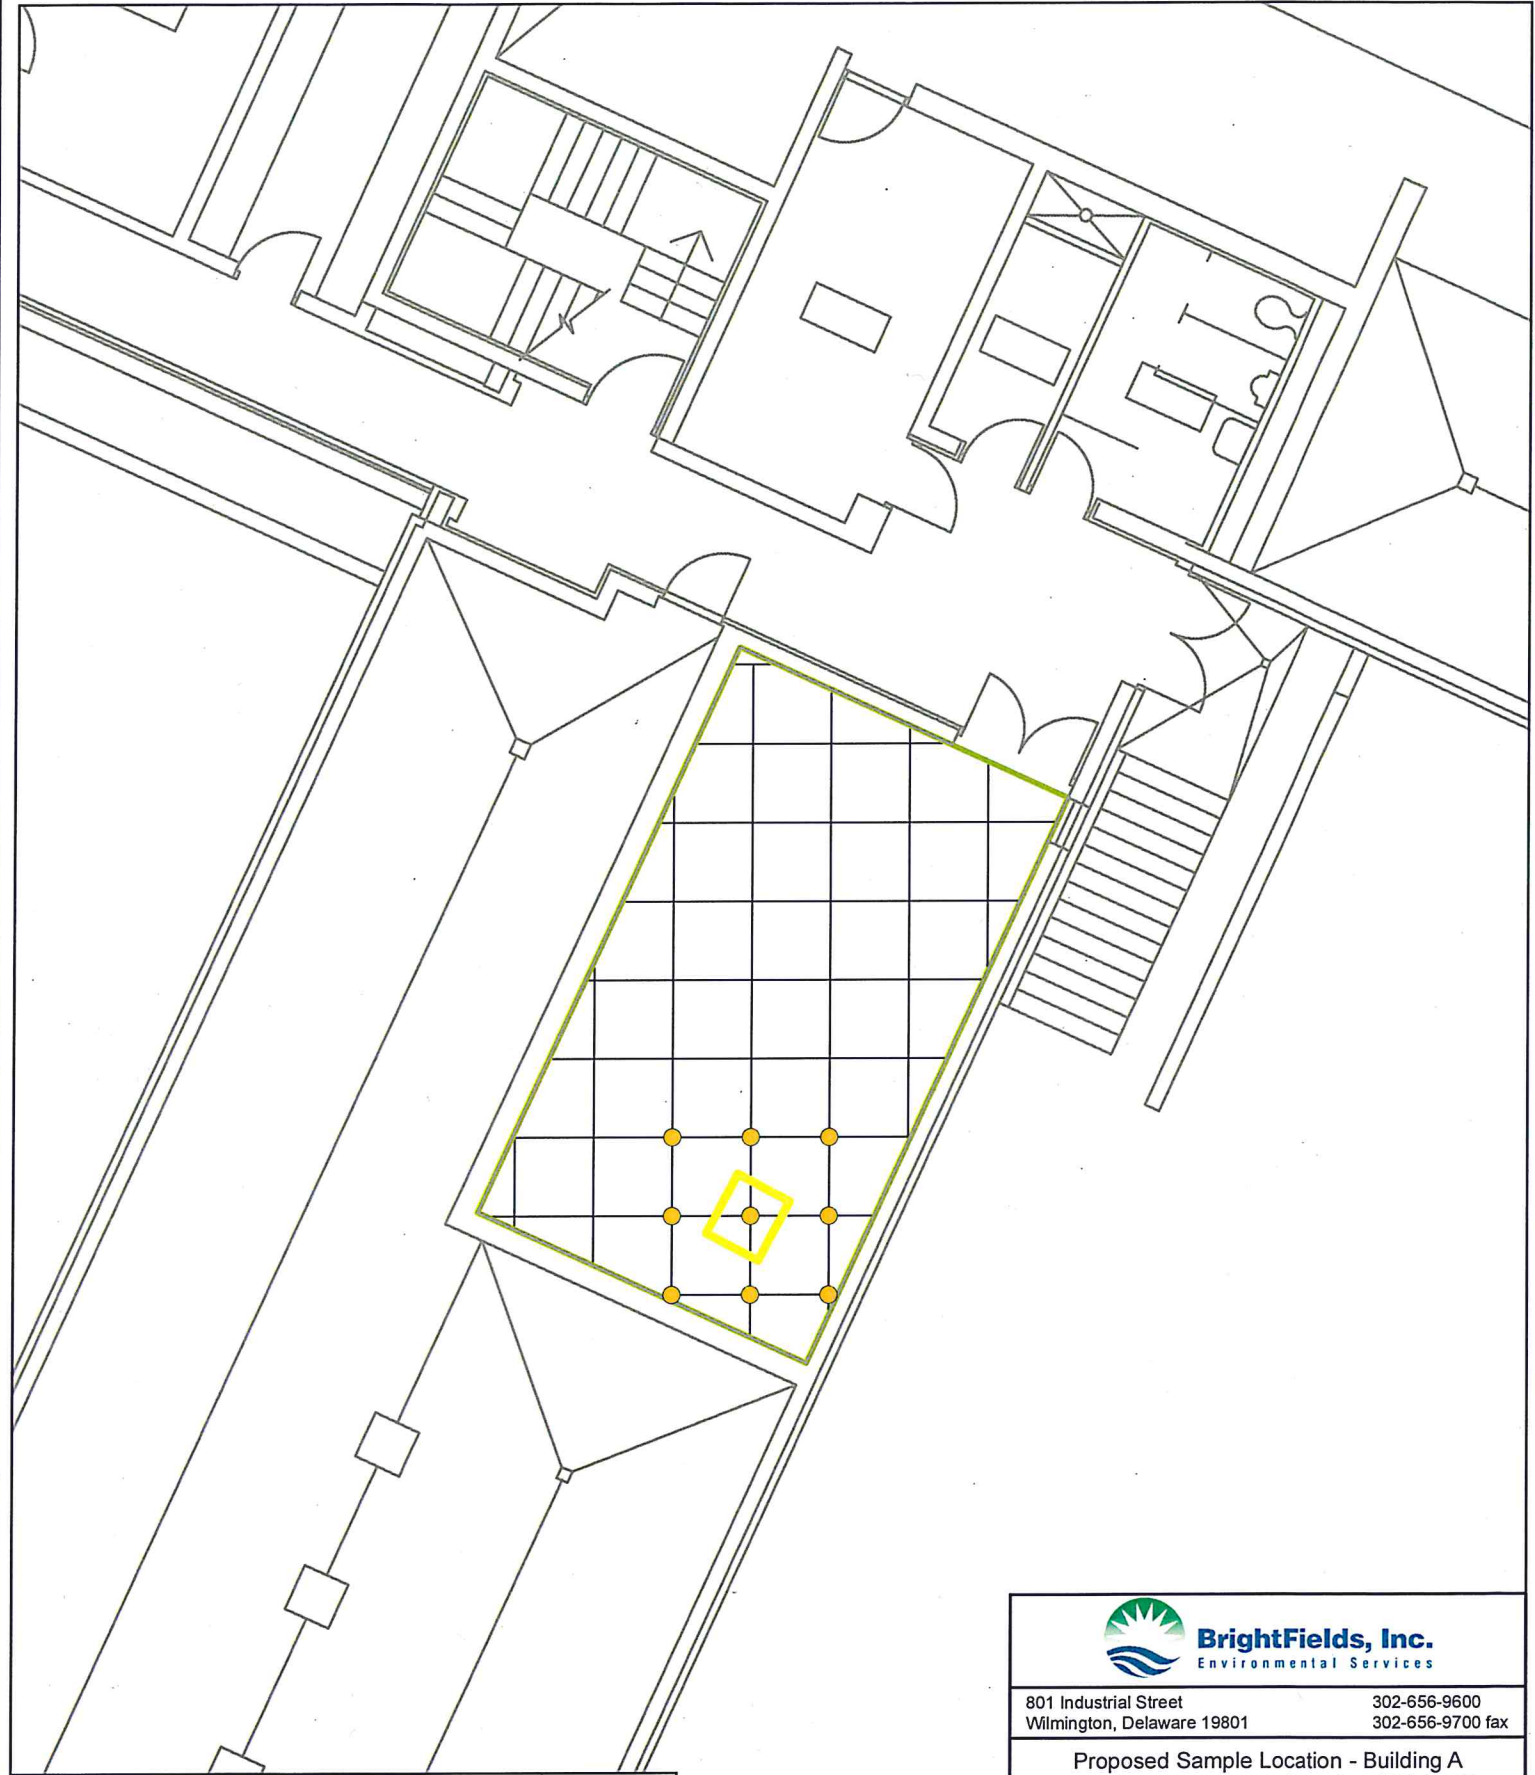 BrightFields, Inc.
Environmental Services
801 Industrial Street 302-656-9600
Wilmington, Delaware 19801 302-656-9700 fax
Proposed Sample Location - Building A